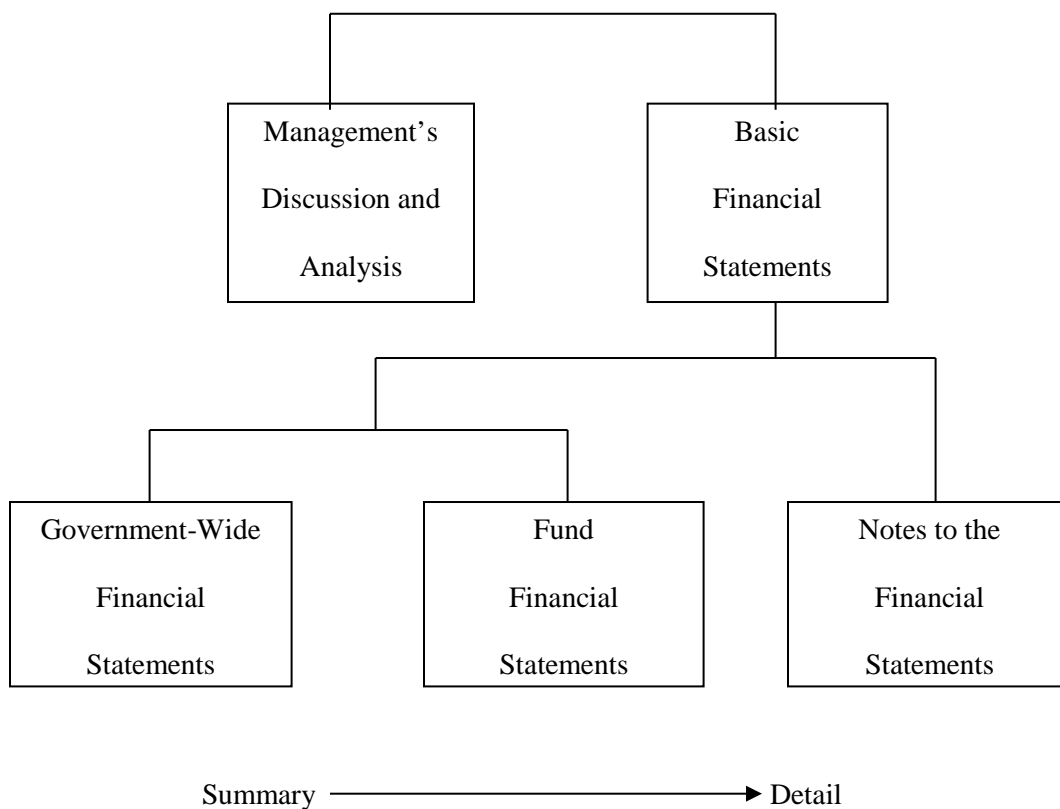 Management’s
Discussion and
Analysis
Basic
Financial
Statements
Government-Wide
Financial
Statements
Fund
Financial
Statements
Notes to the
Financial
Statements
Summary
Detail